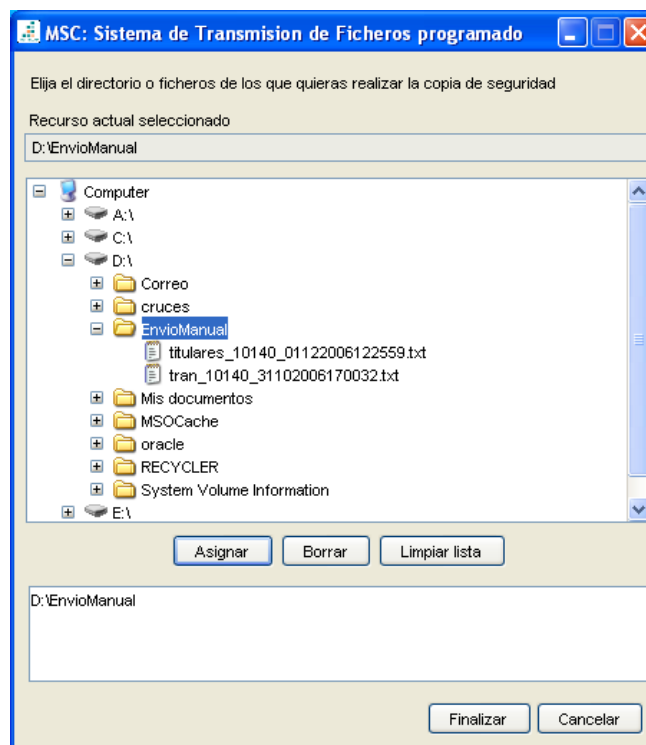 MSC: Sistema de Transmision de Ficheros programado
Elija el directorio o ficheros de los que quieras realizar la copia de seguridad
Recurso actual seleccionado
D:\EnvioManual
Computer
A:\
C:\
D:\
Correo
cruces
EnvioManual
titulares_10140_01122006122559.txt
tran_10140_31102006170032.txt
Mis documentos
MSOCache
oracle
RECYCLER
System Volume Information
E:\
Asignar Borrar Limpiar lista
D:\EnvioManual
Finalizar Cancelar